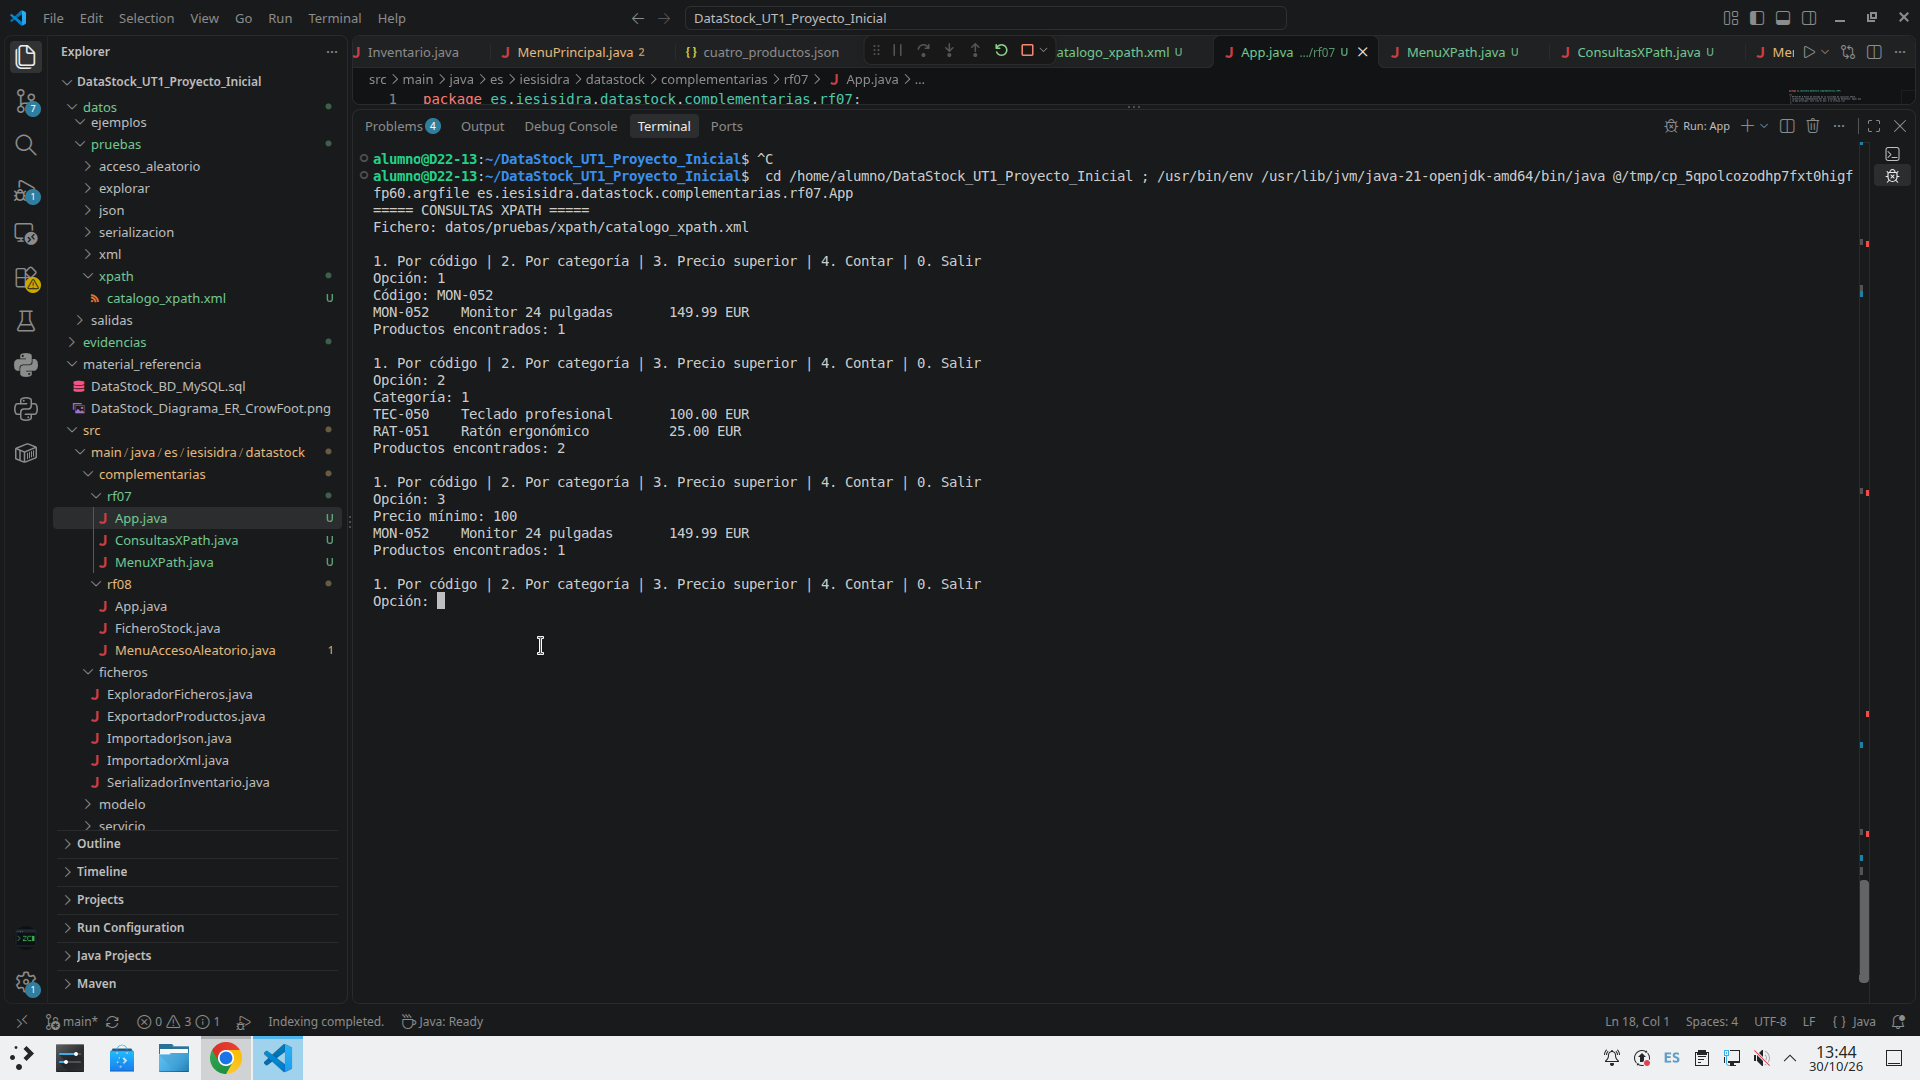 File Edit Selection View Go Run Terminal Help
DataStock_UT1_Proyecto_Inicial
Explorer
DataStock_UT1_Proyecto_Inicial
datos
ejemplos
pruebas
acceso_aleatorio
explorar
json
serializacion
xml
xpath
catalogo_xpath.xml U
salidas
evidencias
material_referencia
DataStock_BD_MySQL.sql
DataStock_Diagrama_ER_CrowFoot.png
src
main / java / es / iesisidra / datastock
complementarias
rf07
App.java U
ConsultasXPath.java U
MenuXPath.java U
rf08
App.java
FicheroStock.java
MenuAccesoAleatorio.java 1
ficheros
ExploradorFicheros.java
ExportadorProductos.java
ImportadorJson.java
ImportadorXml.java
SerializadorInventario.java
modelo
servicio
Outline
Timeline
Projects
Run Configuration
Java Projects
Maven
7
1
1
Inventario.java MenuPrincipal.java 2 cuatro_productos.json atalogo_xpath.xml U App.java .../rf07 U MenuXPath.java U ConsultasXPath.java U Mei
src > main > java > es > iesisidra > datastock > complementarias > rf07 > App.java > ...
1 package es.iesisidra.datastock.complementarias.rf07;
Problems 4 Output Debug Console Terminal Ports
Run: App
alumno@D22-13:~/DataStock_UT1_Proyecto_Inicial$ ^C
alumno@D22-13:~/DataStock_UT1_Proyecto_Inicial$  cd /home/alumno/DataStock_UT1_Proyecto_Inicial ; /usr/bin/env /usr/lib/jvm/java-21-openjdk-amd64/bin/java @/tmp/cp_5qpolcozodhp7fxt0higf
fp60.argfile es.iesisidra.datastock.complementarias.rf07.App
===== CONSULTAS XPATH =====
Fichero: datos/pruebas/xpath/catalogo_xpath.xml
1. Por código | 2. Por categoría | 3. Precio superior | 4. Contar | 0. Salir
Opción: 1
Código: MON-052
MON-052    Monitor 24 pulgadas       149.99 EUR
Productos encontrados: 1
1. Por código | 2. Por categoría | 3. Precio superior | 4. Contar | 0. Salir
Opción: 2
Categoría: 1
TEC-050    Teclado profesional       100.00 EUR
RAT-051    Ratón ergonómico          25.00 EUR
Productos encontrados: 2
1. Por código | 2. Por categoría | 3. Precio superior | 4. Contar | 0. Salir
Opción: 3
Precio mínimo: 100
MON-052    Monitor 24 pulgadas       149.99 EUR
Productos encontrados: 1
1. Por código | 2. Por categoría | 3. Precio superior | 4. Contar | 0. Salir
Opción:
main* 0 3 1 Indexing completed. Java: Ready
Ln 18, Col 1 Spaces: 4 UTF-8 LF { } Java
ES
13:44
30/10/26